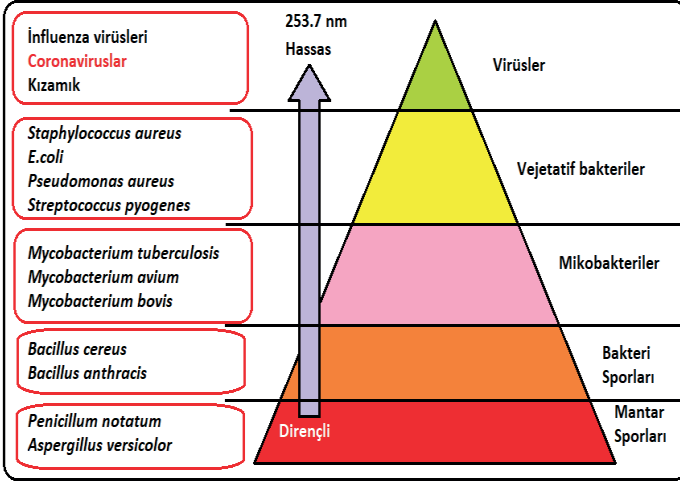 İnfluenza virüsleri
Coronaviruslar
Kızamık
253.7 nm
Hassas
Virüsler
Staphylococcus aureus
E.coli
Pseudomonas aureus
Streptococcus pyogenes
Vejetatif bakteriler
Mycobacterium tuberculosis
Mycobacterium avium
Mycobacterium bovis
Mikobakteriler
Bacillus cereus
Bacillus anthracis
Bakteri
Sporları
Penicillum notatum
Aspergillus versicolor
Dirençli
Mantar
Sporları